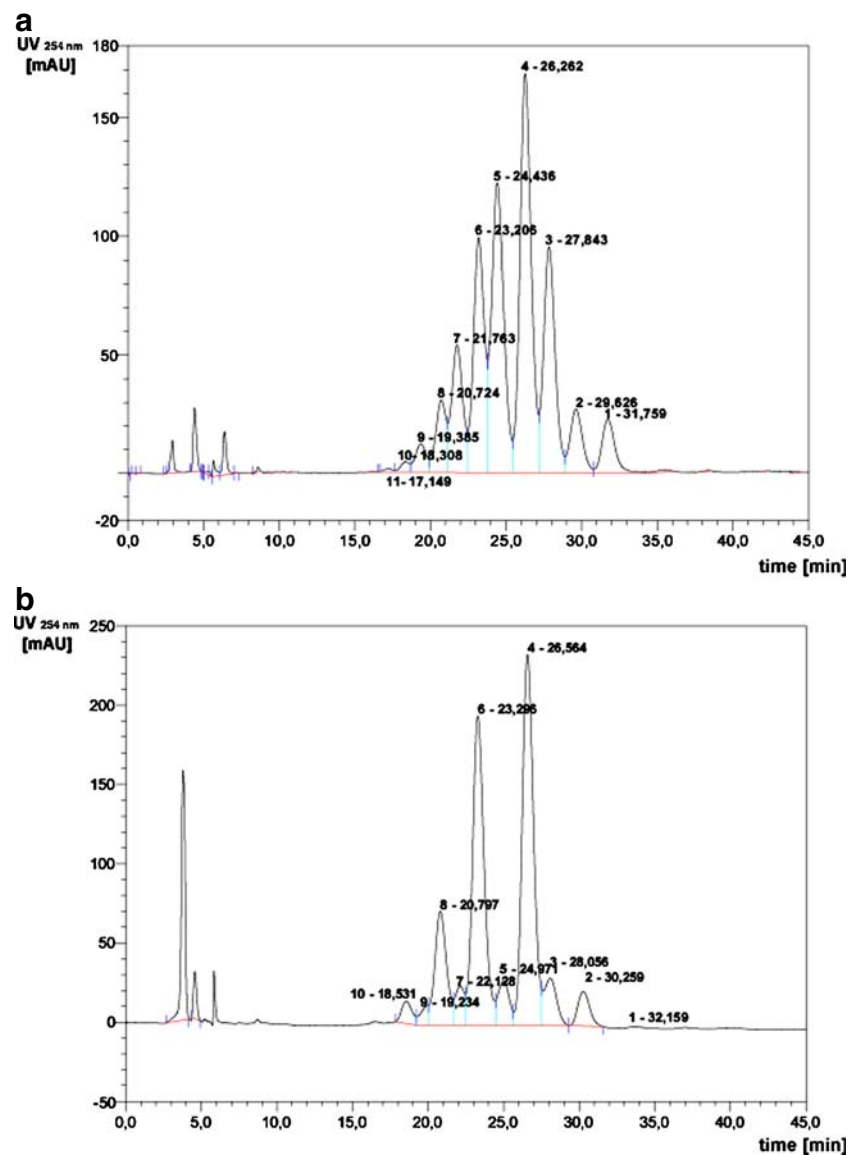 a
UV 254 nm
[mAU]
180
150
100
50
0
-20
4 - 26,262
5 - 24,436
6 - 23,206
3 - 27,843
7 - 21,763
8 - 20,724
2 - 29,626
1 - 31,759
9 - 19,385
10- 18,308
11- 17,149
0,0 5,0 10,0 15,0 20,0 25,0 30,0 35,0 40,0 45,0
time [min]
b
UV 254 nm
[mAU]
250
200
150
100
50
0
-50
4 - 26,564
6 - 23,296
8 - 20,797
3 - 28,056
5 - 24,971
2 - 30,259
7 - 22,128
10 - 18,531
9 - 19,234
1 - 32,159
0,0 5,0 10,0 15,0 20,0 25,0 30,0 35,0 40,0 45,0
time [min]